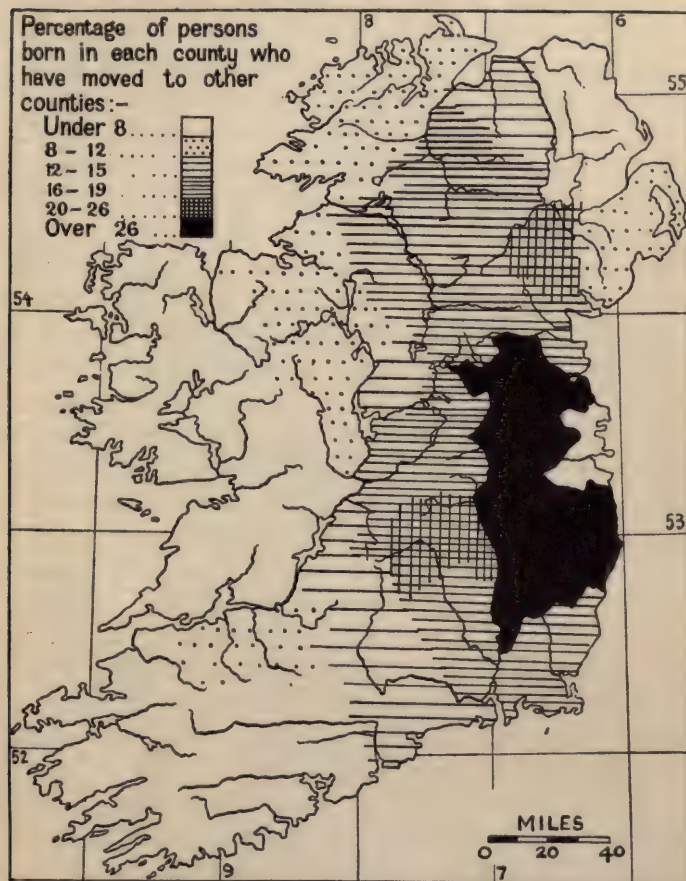 Percentage of persons
born in each county who
have moved to other
counties:—
Under 8 . . . . . .
8 – 12 . . . . . .
12 – 15 . . . . . .
16 – 19 . . . . . .
20 – 26 . . . . . .
Over 26 . . . . . .
8
6
55
54
53
52
MILES
0 20 40
9
7